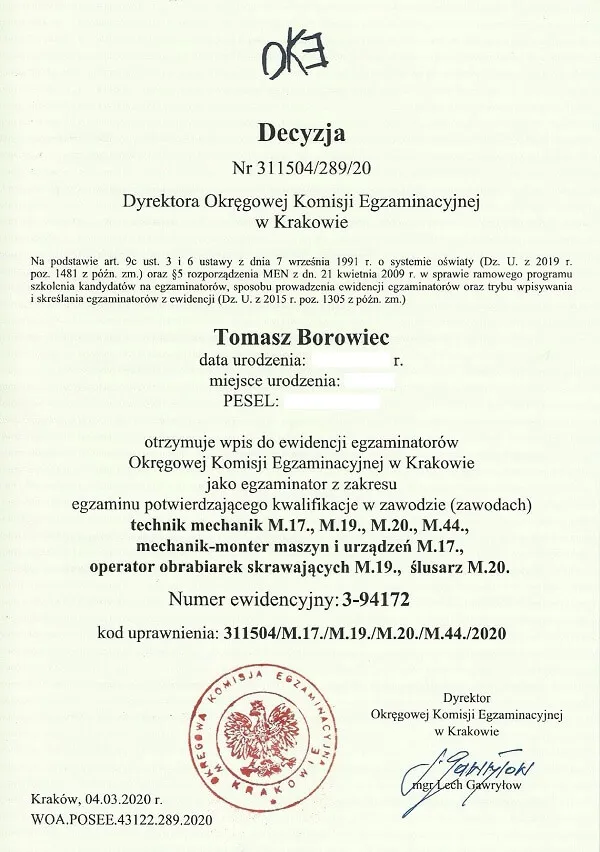 OKE
Decyzja
Nr 311504/289/20
Dyrektora Okręgowej Komisji Egzaminacyjnej
w Krakowie
Na podstawie art. 9c ust. 3 i 6 ustawy z dnia 7 września 1991 r. o systemie oświaty (Dz. U. z 2019 r.
poz. 1481 z późn. zm.) oraz §5 rozporządzenia MEN z dn. 21 kwietnia 2009 r. w sprawie ramowego programu
szkolenia kandydatów na egzaminatorów, sposobu prowadzenia ewidencji egzaminatorów oraz trybu wpisywania
i skreślania egzaminatorów z ewidencji (Dz. U. z 2015 r. poz. 1305 z późn. zm.)
Tomasz Borowiec
data urodzenia: r.
miejsce urodzenia:
PESEL:
otrzymuje wpis do ewidencji egzaminatorów
Okręgowej Komisji Egzaminacyjnej w Krakowie
jako egzaminator z zakresu
egzaminu potwierdzającego kwalifikacje w zawodzie (zawodach)
technik mechanik M.17., M.19., M.20., M.44.,
mechanik-monter maszyn i urządzeń M.17.,
operator obrabiarek skrawających M.19., ślusarz M.20.
Numer ewidencyjny: 3-94172
kod uprawnienia: 311504/M.17./M.19./M.20./M.44./2020
OKRĘGOWA KOMISJA EGZAMINACYJNA
W KRAKOWIE
Dyrektor
Okręgowej Komisji Egzaminacyjnej
w Krakowie
J. Gawryłow
mgr Lech Gawryłow
Kraków, 04.03.2020 r.
WOA.POSEE.43122.289.2020